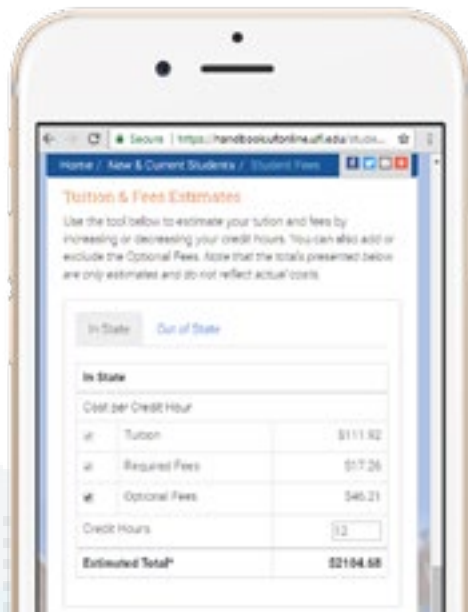 Secure | https://handbook.ufonline.ufl.edu/
Home / New & Current Students / Student Fees
Tuition & Fees Estimates
Use the tool below to estimate your tution and fees by
increasing or decreasing your credit hours. You can also add or
exclude the Optional Fees. Note that the totals presented below
are only estimates and do not reflect actual costs.
In State Out of State
In State
Cost per Credit Hour
Tuition $111.92
Required Fees $17.26
Optional Fees $46.21
Credit Hours 12
Estimated Total* $2104.68